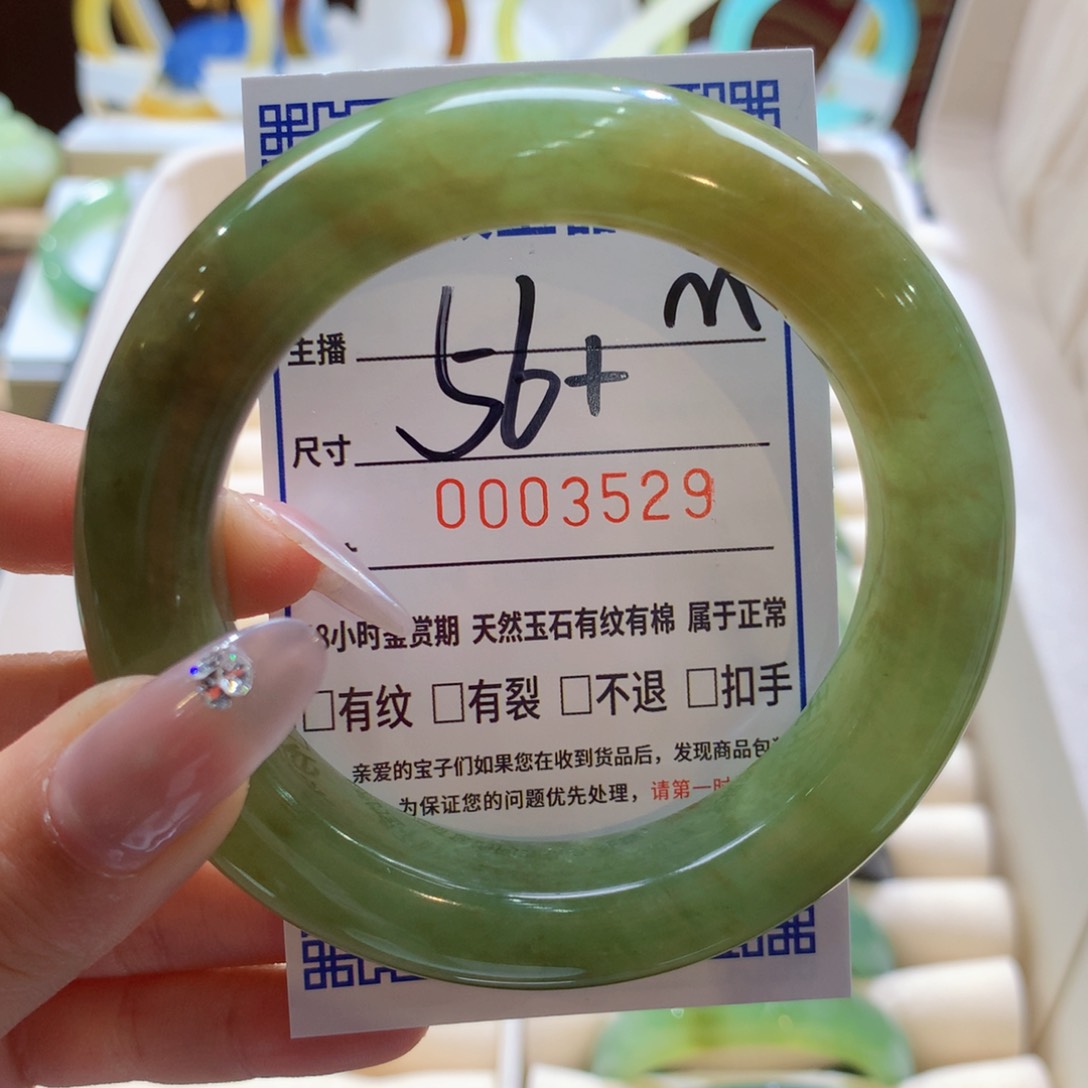 m
主播
56+
尺寸
0003529
8小时鉴赏期 天然玉石有纹有棉 属于正常
□有纹 □有裂 □不退 □扣手
亲爱的宝子们如果您在收到货品后，发现商品包
为保证您的问题优先处理，请第一时